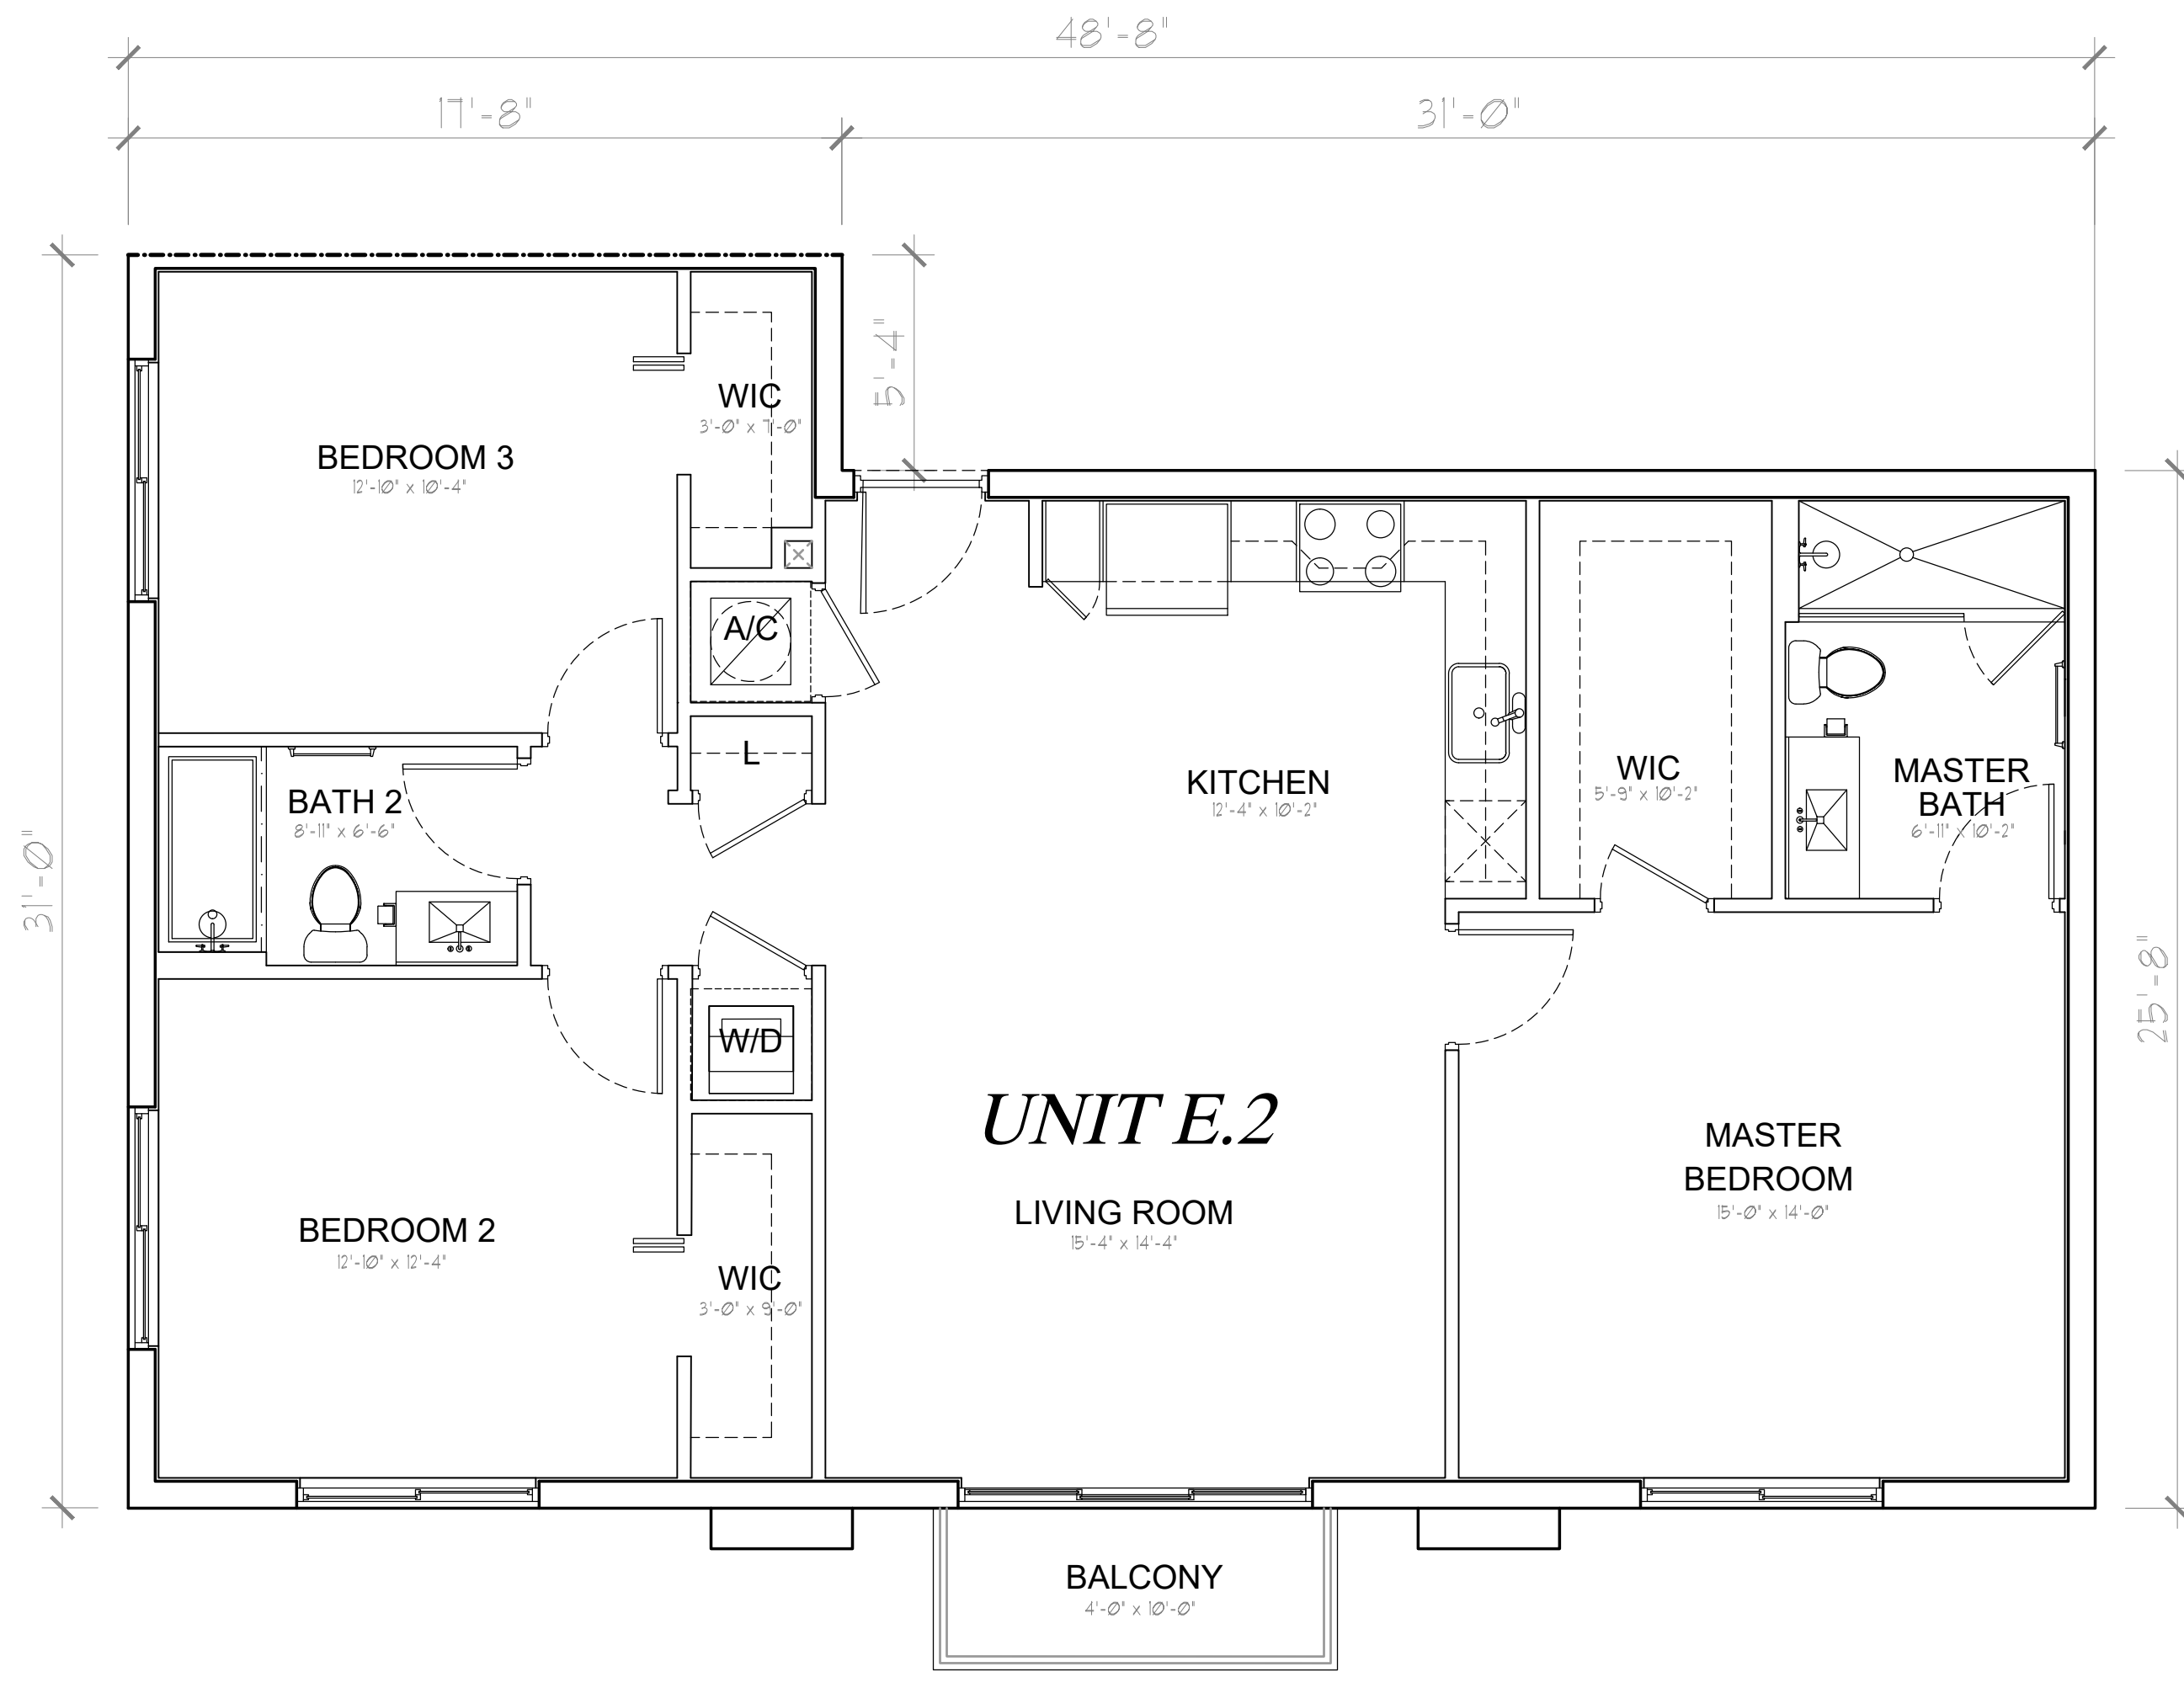 48'-8"
17'-8"
31'-0"
5'-4"
WIC
3'-0" x 7'-0"
BEDROOM 3
12'-10" x 10'-4"
A/C
L
KITCHEN
12'-4" x 10'-2"
WIC
5'-9" x 10'-2"
MASTER
BATH
6'-11" x 10'-2"
BATH 2
8'-11" x 6'-6"
31'-0"
25'-8"
W/D
UNIT E.2
LIVING ROOM
15'-4" x 14'-4"
MASTER
BEDROOM
15'-0" x 14'-0"
BEDROOM 2
12'-10" x 12'-4"
WIC
3'-0" x 9'-0"
BALCONY
4'-0" x 10'-0"